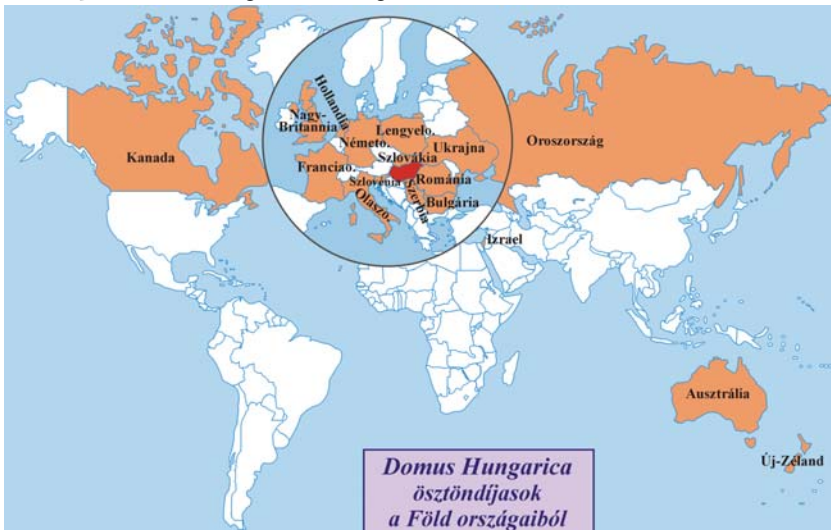 Hollandia
Nagy-
Britannia
Lengyelo.
Németo.
Ukrajna
Oroszország
Kanada
Szlovákia
Franciao.
Szlovénia
Románia
Olaszo.
Szerbia
Bulgária
Izrael
Ausztrália
Új-Zéland
Domus Hungarica
ösztöndíjasok
a Föld országaiból